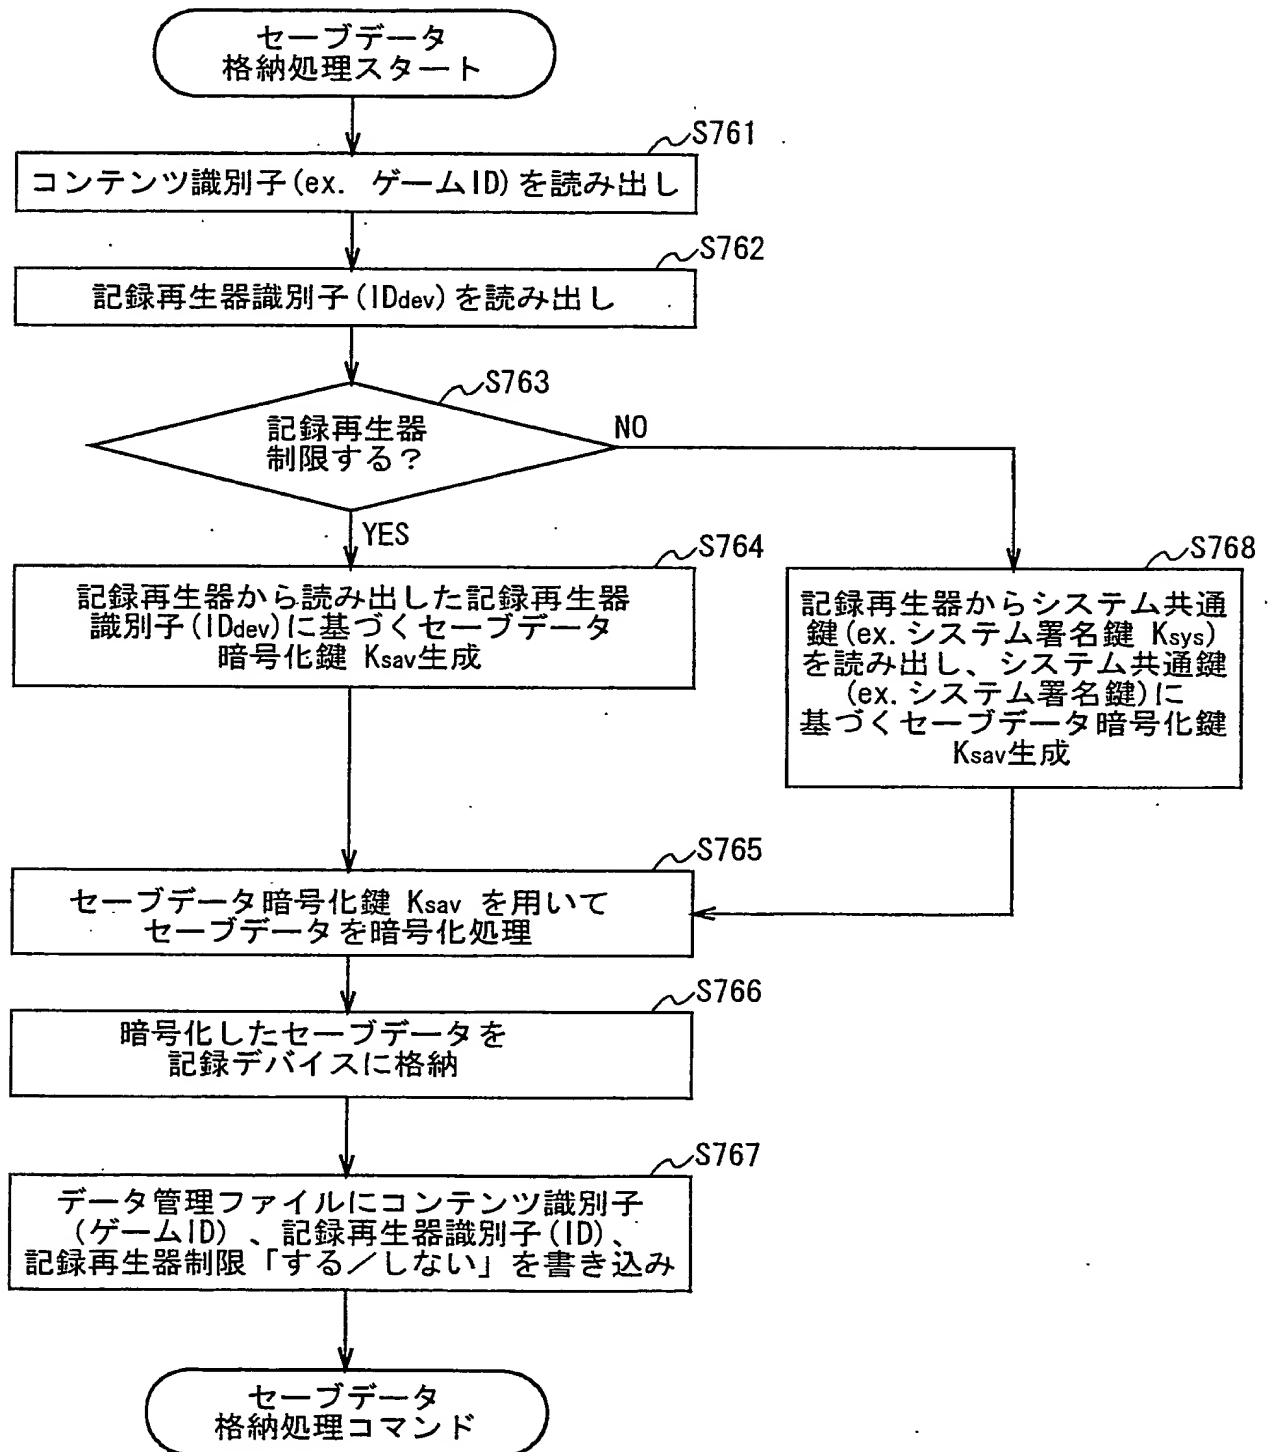 セーブデータ
格納処理スタート
S761
コンテンツ識別子(ex. ゲームID)を読み出し
S762
記録再生器識別子(IDdev)を読み出し
S763
記録再生器
制限する?
NO
YES
S764
記録再生器から読み出した記録再生器
識別子(IDdev)に基づくセーブデータ
暗号化鍵 Ksav生成
S768
記録再生器からシステム共通
鍵(ex.システム署名鍵 Ksys)
を読み出し、システム共通鍵
(ex.システム署名鍵)に
基づくセーブデータ暗号化鍵
Ksav生成
S765
セーブデータ暗号化鍵 Ksav を用いて
セーブデータを暗号化処理
S766
暗号化したセーブデータを
記録デバイスに格納
S767
データ管理ファイルにコンテンツ識別子
(ゲームID)、記録再生器識別子(ID)、
記録再生器制限「する/しない」を書き込み
セーブデータ
格納処理コマンド